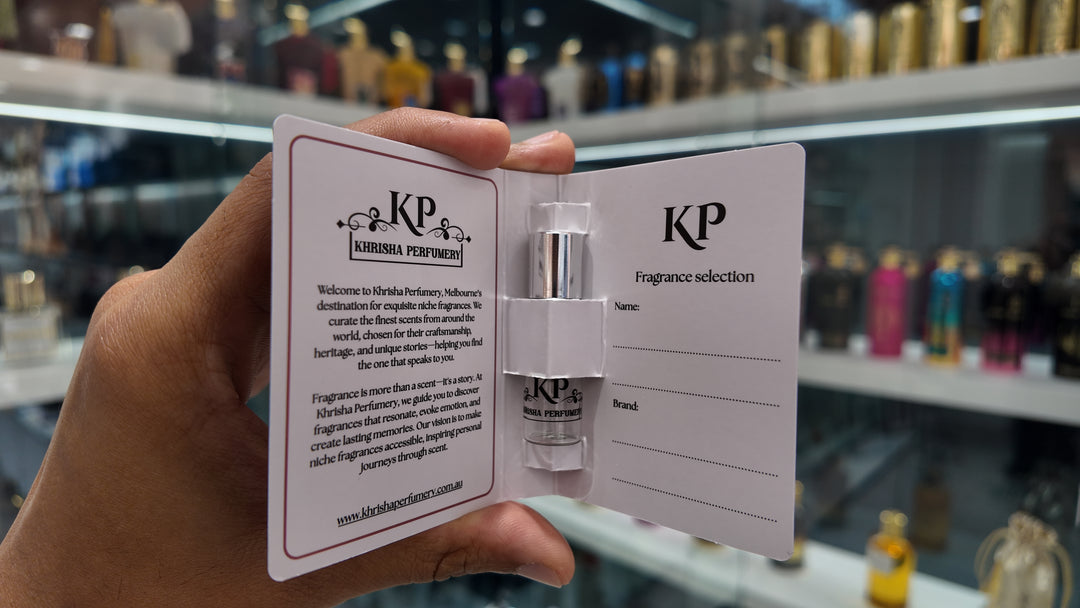 KP
KHRISHA PERFUMERY
Welcome to Khrisha Perfumery, Melbourne's
destination for exquisite niche fragrances. We
curate the finest scents from around the
world, chosen for their craftsmanship,
heritage, and unique stories—helping you find
the one that speaks to you.
Fragrance is more than a scent—it's a story. At
Khrisha Perfumery, we guide you to discover
fragrances that resonate, evoke emotion, and
create lasting memories. Our vision is to make
niche fragrances accessible, inspiring personal
journeys through scent.
www.khrishaperfumery.com.au
KP
KHRISHA PERFUMERY
KP
Fragrance selection
Name:
Brand: